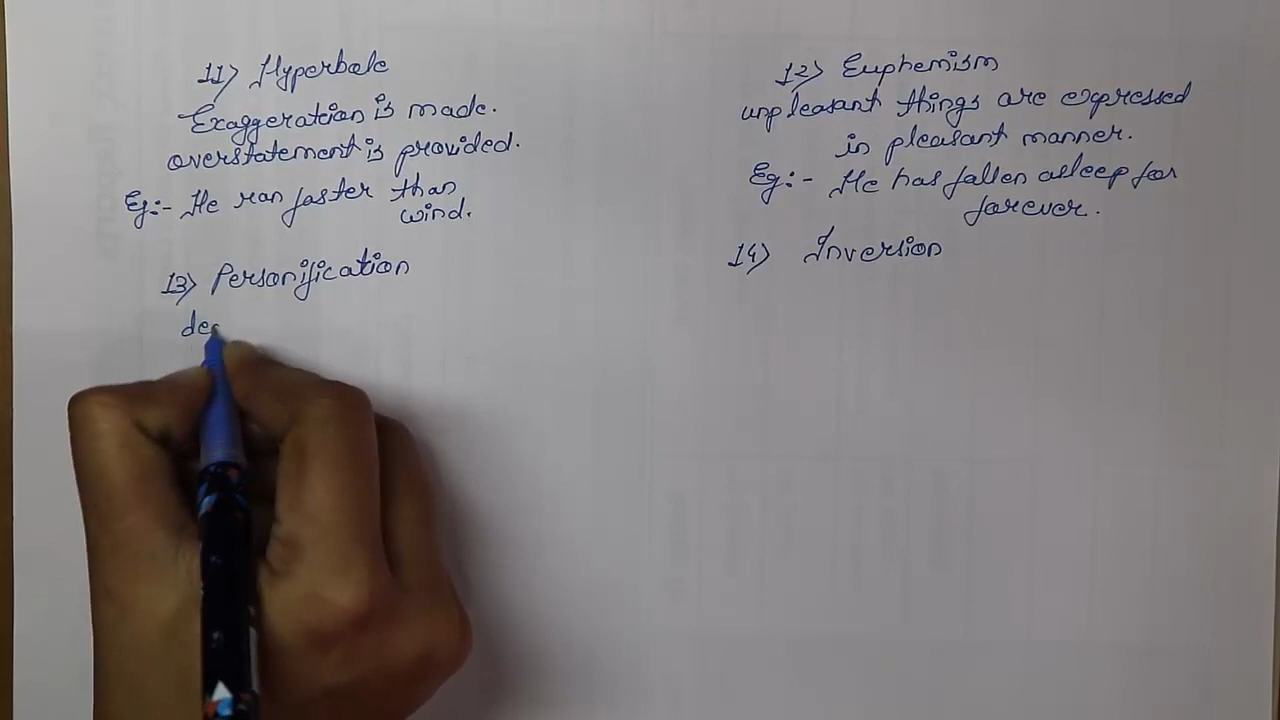 11) Hyperbole
Exaggeration is made.
overstatement is provided.
Eg:- He ran faster than
wind.
13) Personification
des
12) Euphemism
unpleasant things are expressed
in pleasant manner.
Eg:- He has fallen asleep for
forever.
14) Inversion